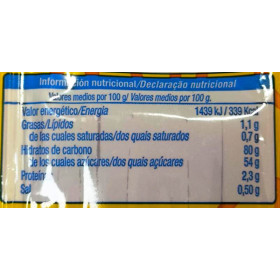 Información nutricional/Declaração nutricional
Valores medios por 100 g/ Valores medios por 100 g.
Valor energético/Energia 1439 kJ / 339 Kcal
Grasas/Lípidos 1,1 g
de las cuales saturadas/dos quais saturados 0,7 g
Hidratos de carbono 80 g
de los cuales azúcares/dos quais açúcares 54 g
Proteínas 2,3 g
Sal 0,50 g